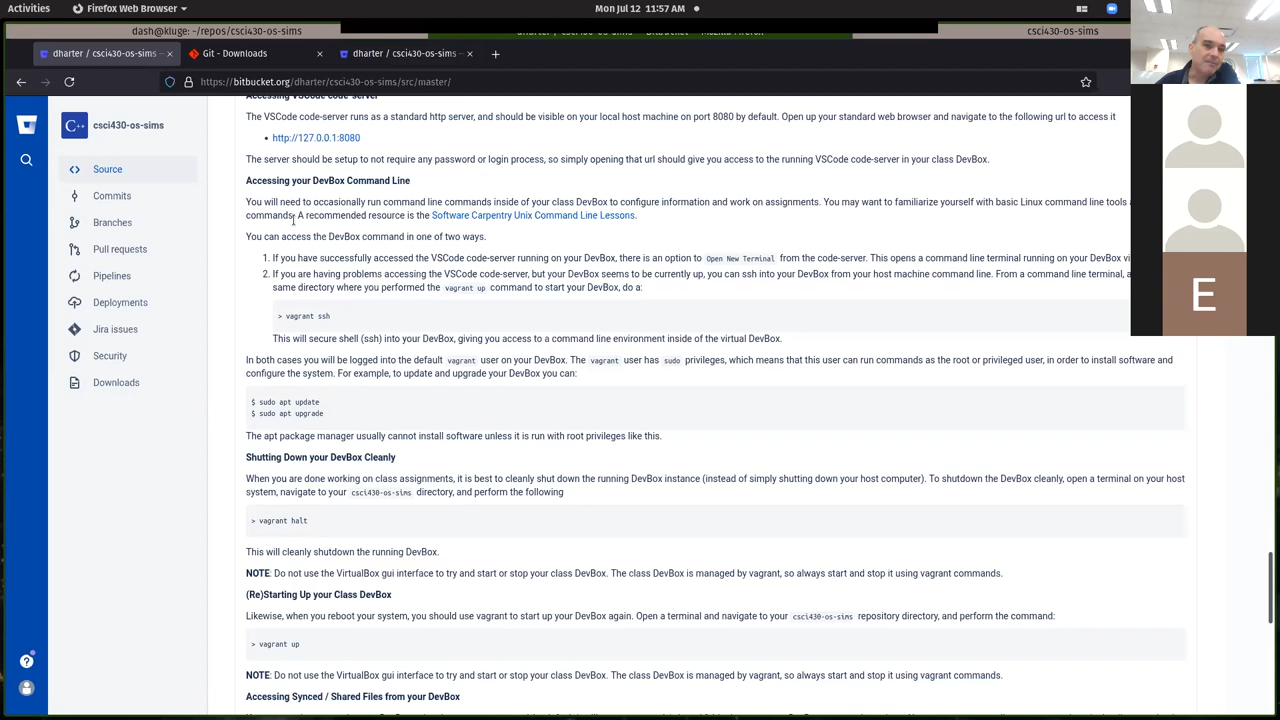 Activities
Firefox Web Browser
Mon Jul 12 11:57 AM
dash@kluge: ~/repos/csci430-os-sims
csci430-os-sims
dharter / csci430-os-sims —
Git - Downloads
dharter / csci430-os-sims —
https://bitbucket.org/dharter/csci430-os-sims/src/master/
C++
csci430-os-sims
Source
Commits
Branches
Pull requests
Pipelines
Deployments
Jira issues
Security
Downloads
Accessing VSCode code-server
The VSCode code-server runs as a standard http server, and should be visible on your local host machine on port 8080 by default. Open up your standard web browser and navigate to the following url to access it
• http://127.0.0.1:8080
The server should be setup to not require any password or login process, so simply opening that url should give you access to the running VSCode code-server in your class DevBox.
Accessing your DevBox Command Line
You will need to occasionally run command line commands inside of your class DevBox to configure information and work on assignments. You may want to familiarize yourself with basic Linux command line tools a
commands. A recommended resource is the Software Carpentry Unix Command Line Lessons.
You can access the DevBox command in one of two ways.
1. If you have successfully accessed the VSCode code-server running on your DevBox, there is an option to Open New Terminal from the code-server. This opens a command line terminal running on your DevBox vi
2. If you are having problems accessing the VSCode code-server, but your DevBox seems to be currently up, you can ssh into your DevBox from your host machine command line. From a command line terminal,
same directory where you performed the vagrant up command to start your DevBox, do a:
> vagrant ssh
This will secure shell (ssh) into your DevBox, giving you access to a command line environment inside of the virtual DevBox.
In both cases you will be logged into the default vagrant user on your DevBox. The vagrant user has sudo privileges, which means that this user can run commands as the root or privileged user, in order to install software and
configure the system. For example, to update and upgrade your DevBox you can:
$ sudo apt update
$ sudo apt upgrade
The apt package manager usually cannot install software unless it is run with root privileges like this.
Shutting Down your DevBox Cleanly
When you are done working on class assignments, it is best to cleanly shut down the running DevBox instance (instead of simply shutting down your host computer). To shutdown the DevBox cleanly, open a terminal on your host
system, navigate to your csci430-os-sims directory, and perform the following
> vagrant halt
This will cleanly shutdown the running DevBox.
NOTE: Do not use the VirtualBox gui interface to try and start or stop your class DevBox. The class DevBox is managed by vagrant, so always start and stop it using vagrant commands.
(Re)Starting Up your Class DevBox
Likewise, when you reboot your system, you should use vagrant to start up your DevBox again. Open a terminal and navigate to your csci430-os-sims repository directory, and perform the command:
> vagrant up
NOTE: Do not use the VirtualBox gui interface to try and start or stop your class DevBox. The class DevBox is managed by vagrant, so always start and stop it using vagrant commands.
Accessing Synced / Shared Files from your DevBox
E